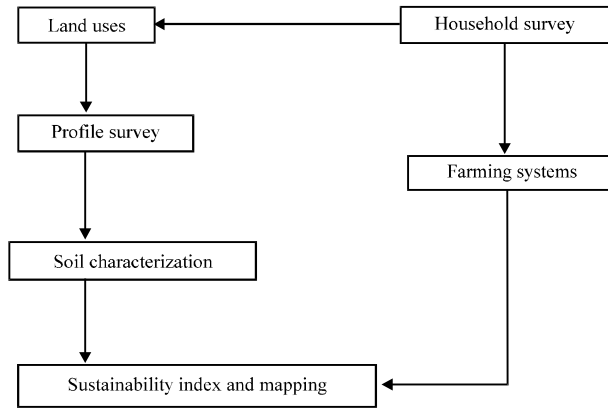 Land uses
Household survey
Profile survey
Farming systems
Soil characterization
Sustainability index and mapping